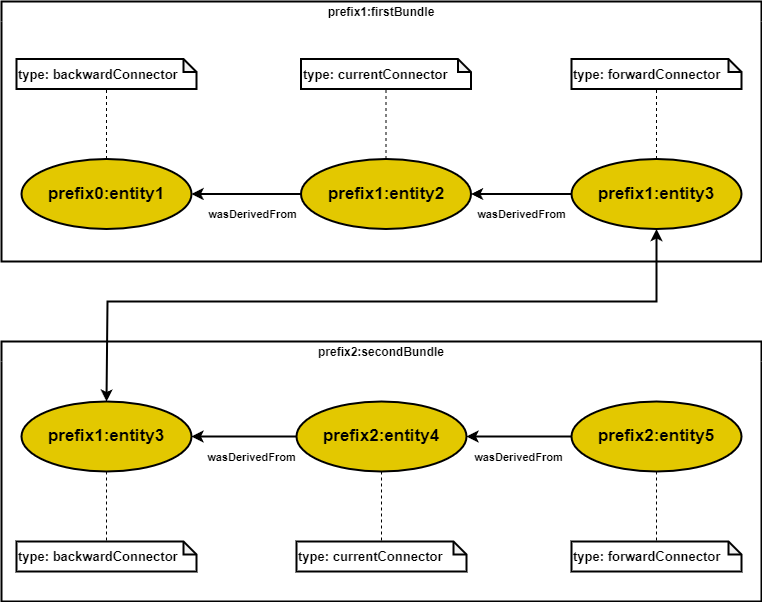 prefix1:firstBundle
type: backwardConnector
type: currentConnector
type: forwardConnector
prefix0:entity1
prefix1:entity2
prefix1:entity3
wasDerivedFrom
wasDerivedFrom
prefix2:secondBundle
prefix1:entity3
prefix2:entity4
prefix2:entity5
wasDerivedFrom
wasDerivedFrom
type: backwardConnector
type: currentConnector
type: forwardConnector